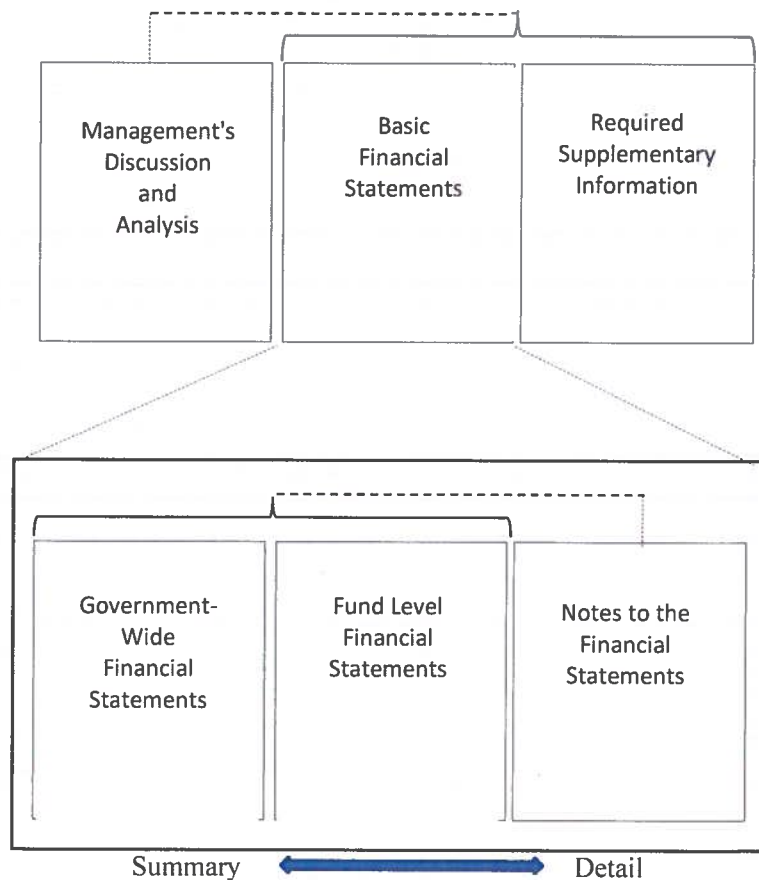 Management's
Discussion
and
Analysis
Basic
Financial
Statements
Required
Supplementary
Information
Government-
Wide
Financial
Statements
Fund Level
Financial
Statements
Notes to the
Financial
Statements
Summary
Detail